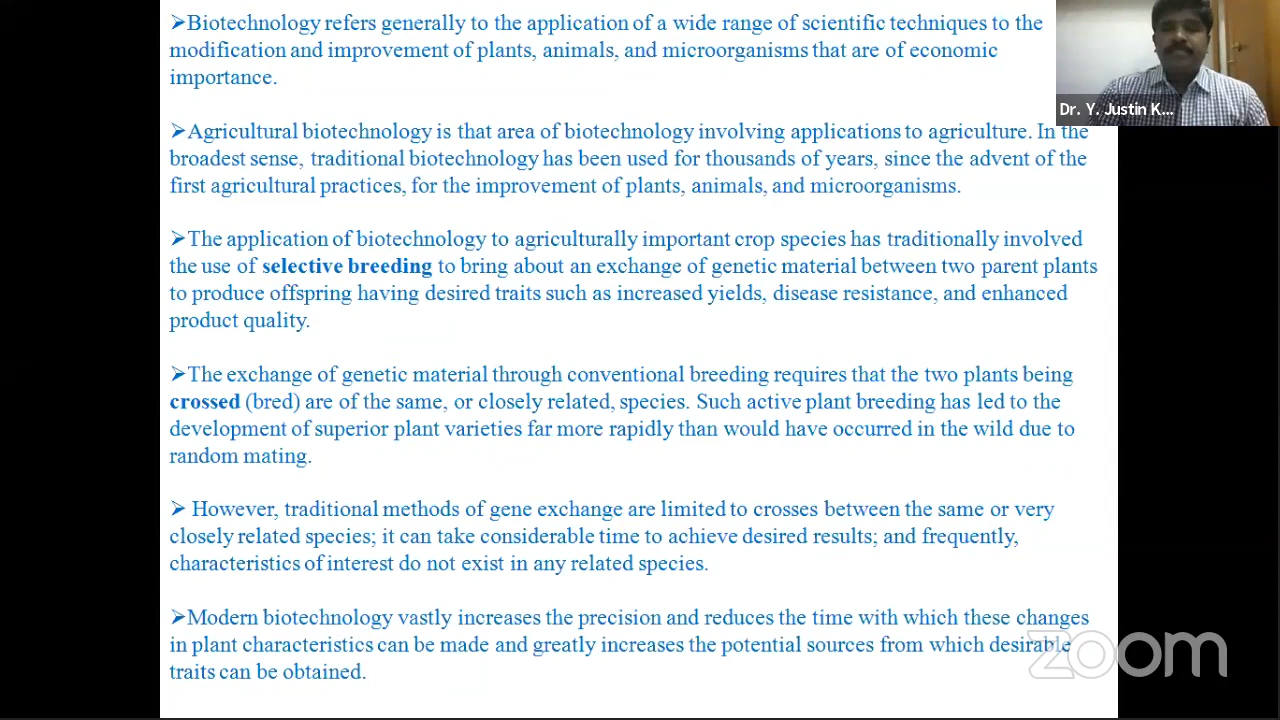 ➢Biotechnology refers generally to the application of a wide range of scientific techniques to the
modification and improvement of plants, animals, and microorganisms that are of economic
importance.
➢Agricultural biotechnology is that area of biotechnology involving applications to agriculture. In the
broadest sense, traditional biotechnology has been used for thousands of years, since the advent of the
first agricultural practices, for the improvement of plants, animals, and microorganisms.
➢The application of biotechnology to agriculturally important crop species has traditionally involved
the use of selective breeding to bring about an exchange of genetic material between two parent plants
to produce offspring having desired traits such as increased yields, disease resistance, and enhanced
product quality.
➢The exchange of genetic material through conventional breeding requires that the two plants being
crossed (bred) are of the same, or closely related, species. Such active plant breeding has led to the
development of superior plant varieties far more rapidly than would have occurred in the wild due to
random mating.
➢ However, traditional methods of gene exchange are limited to crosses between the same or very
closely related species; it can take considerable time to achieve desired results; and frequently,
characteristics of interest do not exist in any related species.
➢Modern biotechnology vastly increases the precision and reduces the time with which these changes
in plant characteristics can be made and greatly increases the potential sources from which desirable
traits can be obtained.
Dr. Y. Justin K...
zoom